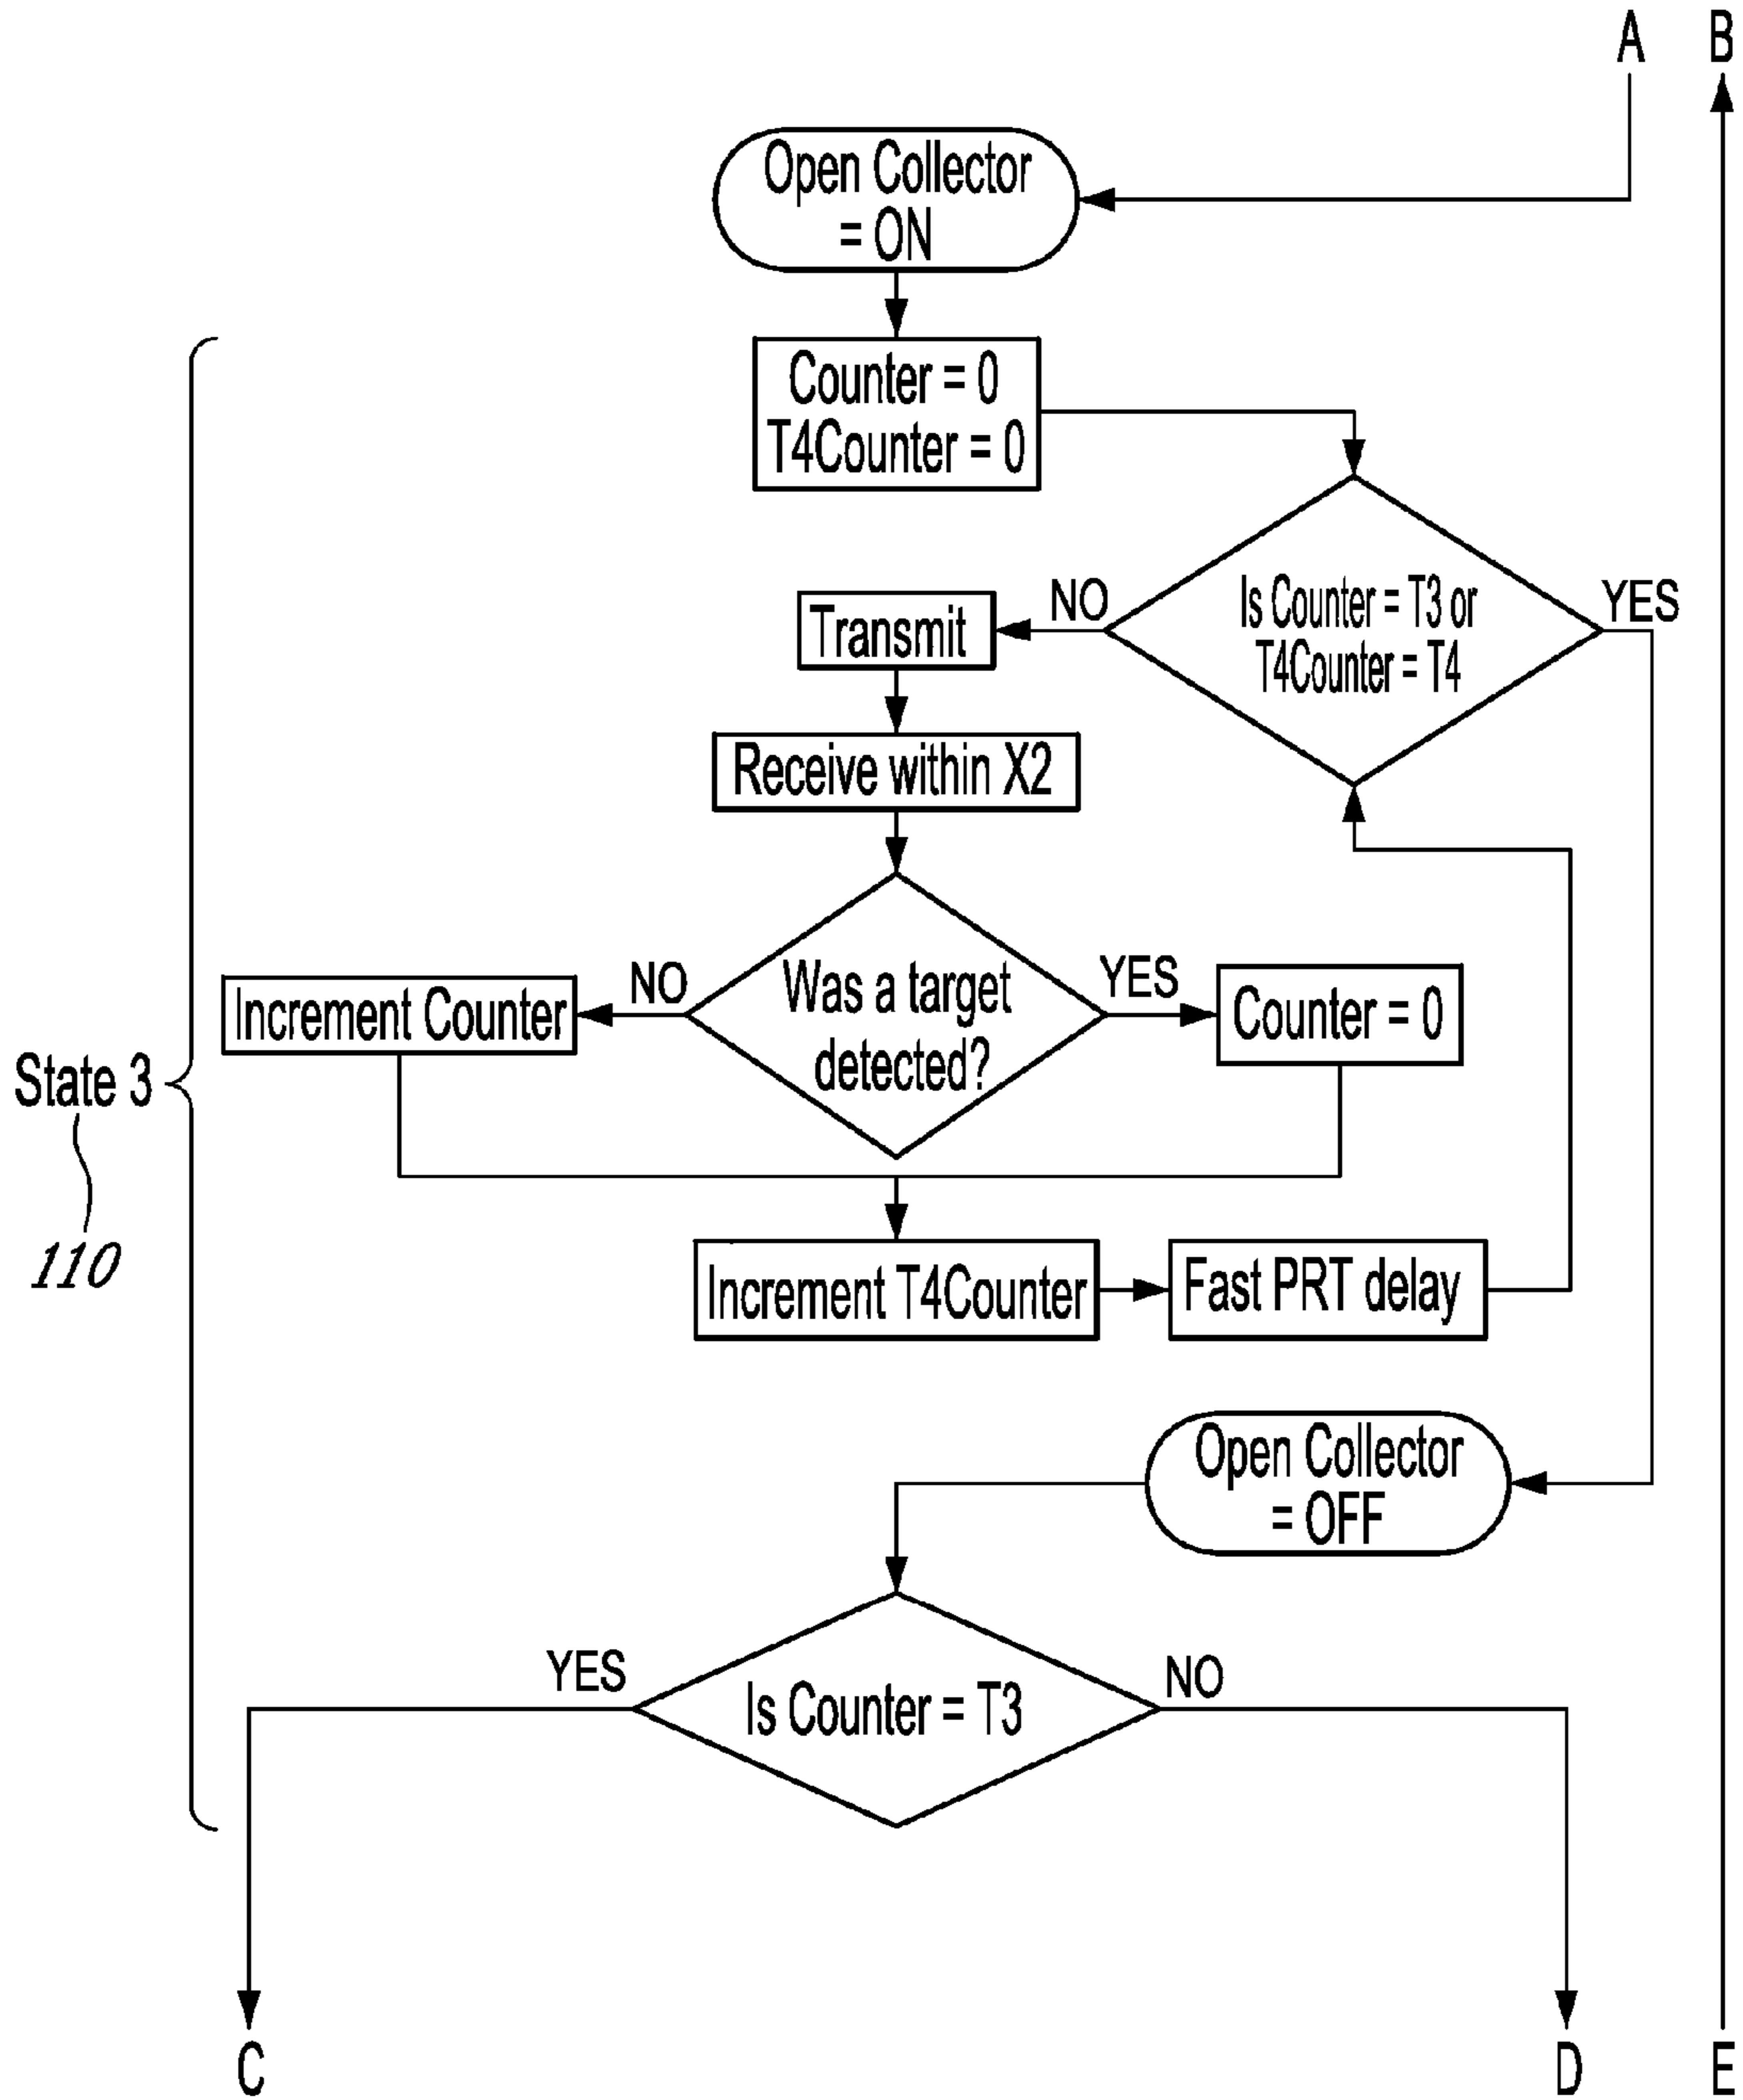 A
B
Open Collector
= ON
Counter = 0
T4Counter = 0
Is Counter = T3 or
T4Counter = T4
NO
YES
Transmit
Receive within X2
Was a target
detected?
NO
YES
Increment Counter
Counter = 0
State 3
110
Increment T4Counter
Fast PRT delay
Open Collector
= OFF
Is Counter = T3
YES
NO
C
D
E